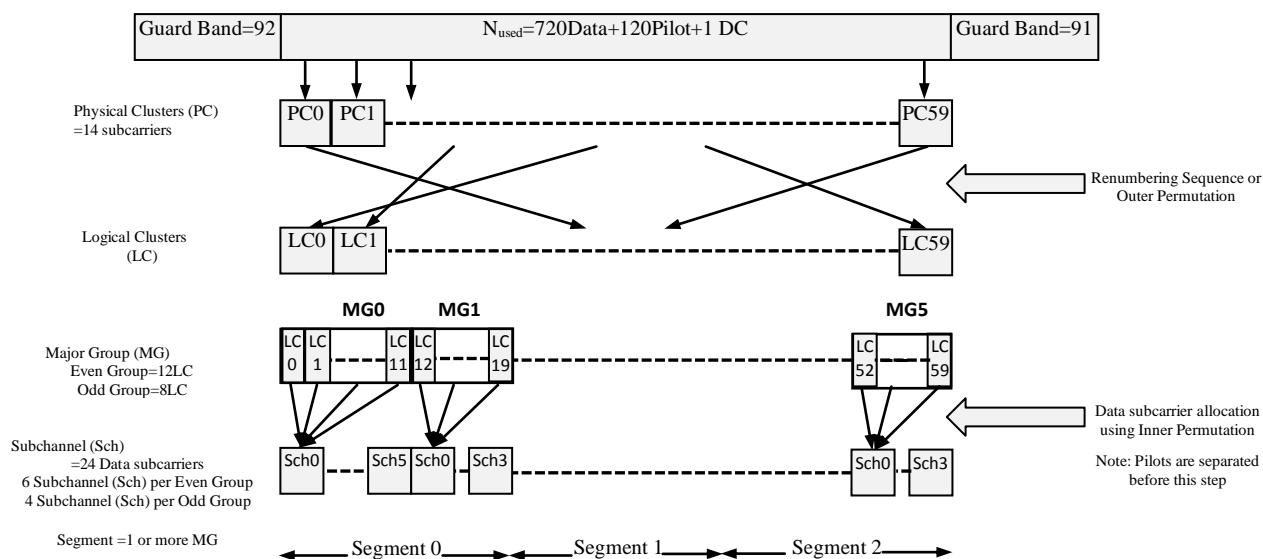 Guard Band=92
Nused=720Data+120Pilot+1 DC
Guard Band=91
Physical Clusters (PC)
=14 subcarriers
PC0
PC1
PC59
Renumbering Sequence or
Outer Permutation
Logical Clusters
(LC)
LC0
LC1
LC59
MG0
MG1
MG5
Major Group (MG)
Even Group=12LC
Odd Group=8LC
LC
0
LC
1
LC
11
LC
12
LC
19
LC
52
LC
59
Data subcarrier allocation
using Inner Permutation
Subchannel (Sch)
=24 Data subcarriers
6 Subchannel (Sch) per Even Group
4 Subchannel (Sch) per Odd Group
Sch0
Sch5
Sch0
Sch3
Sch0
Sch3
Note: Pilots are separated
before this step
Segment =1 or more MG
Segment 0
Segment 1
Segment 2